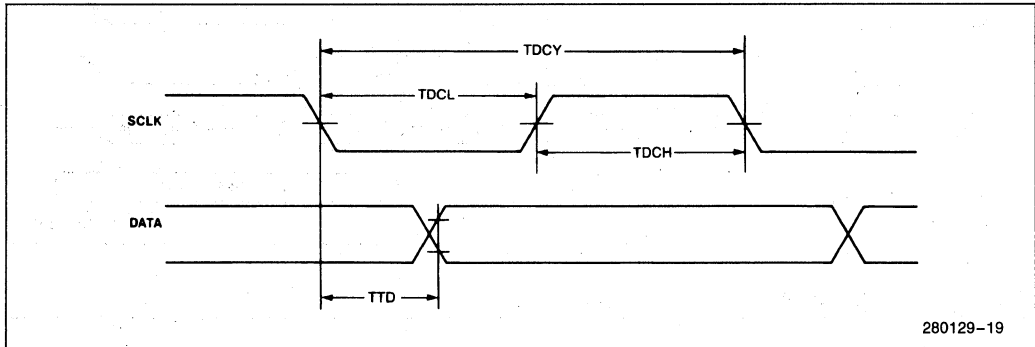 TDCY
TDCL
SCLK
TDCH
DATA
TTD
280129-19